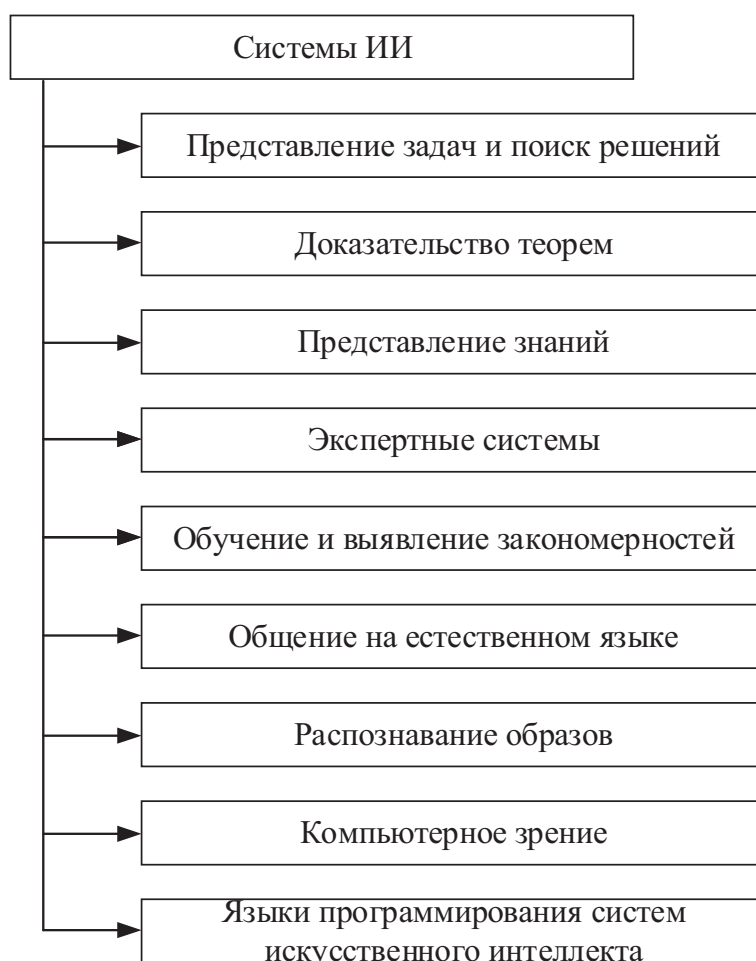 Системы ИИ
Представление задач и поиск решений
Доказательство теорем
Представление знаний
Экспертные системы
Обучение и выявление закономерностей
Общение на естественном языке
Распознавание образов
Компьютерное зрение
Языки программирования систем
искусственного интеллекта